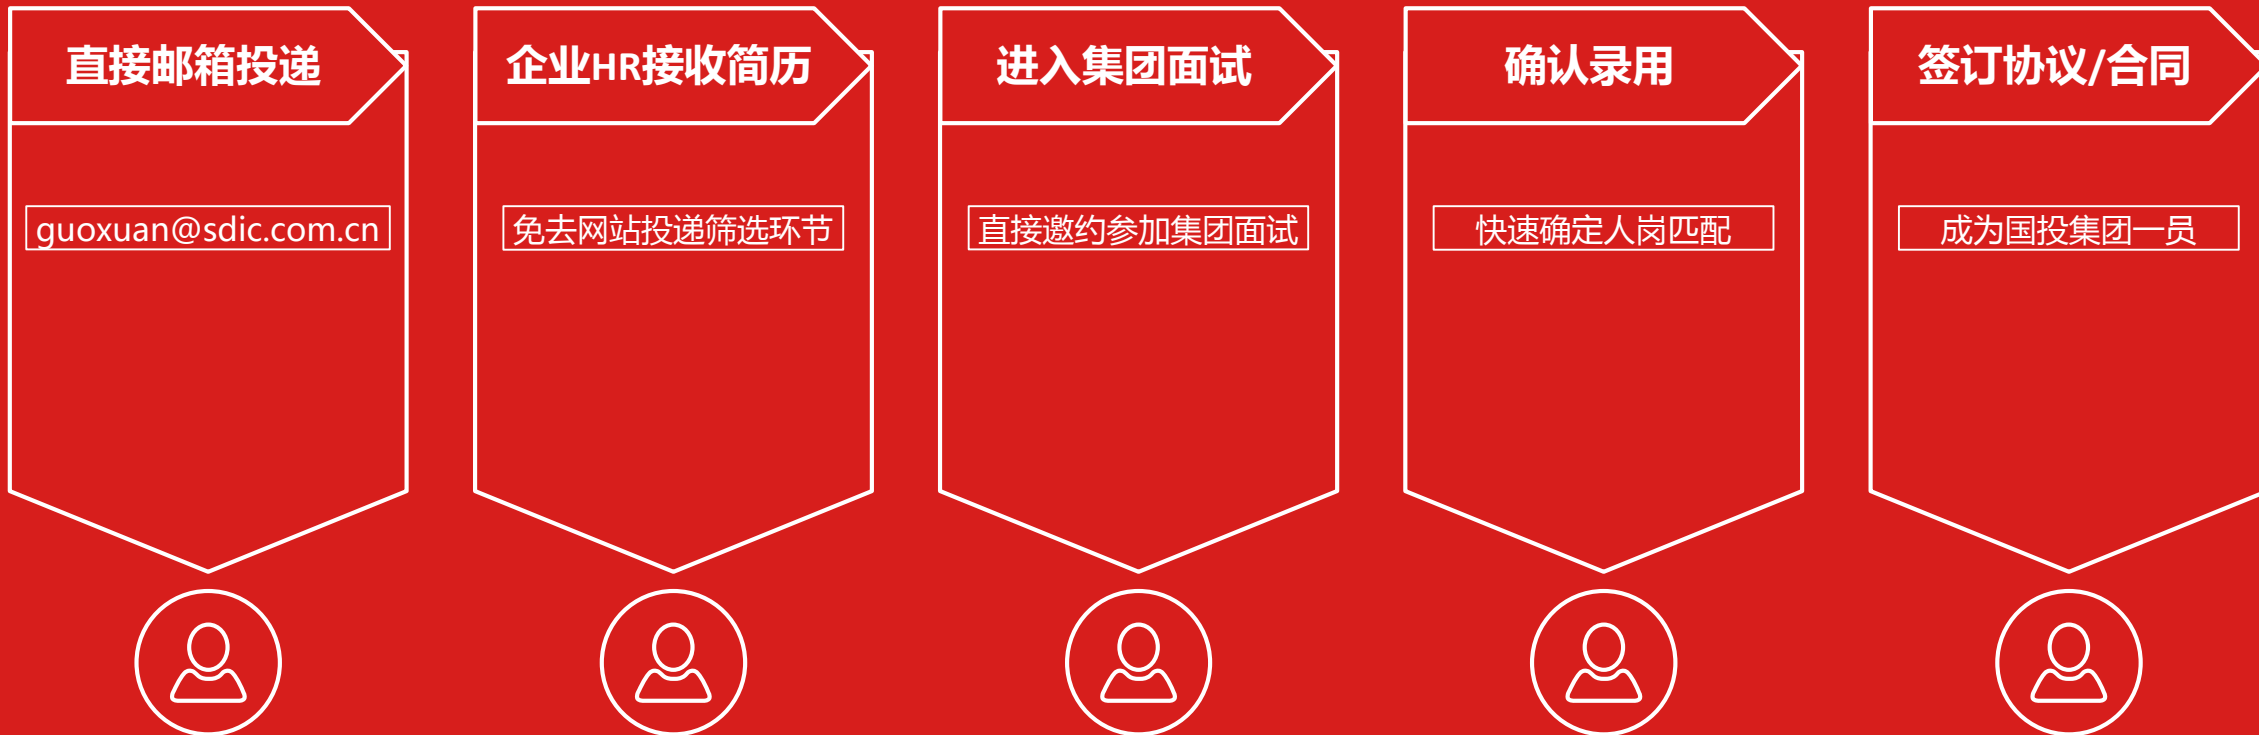 直接邮箱投递
guoxuan@sdic.com.cn
企业HR接收简历
免去网站投递筛选环节
进入集团面试
直接邀约参加集团面试
确认录用
快速确定人岗匹配
签订协议/合同
成为国投集团一员